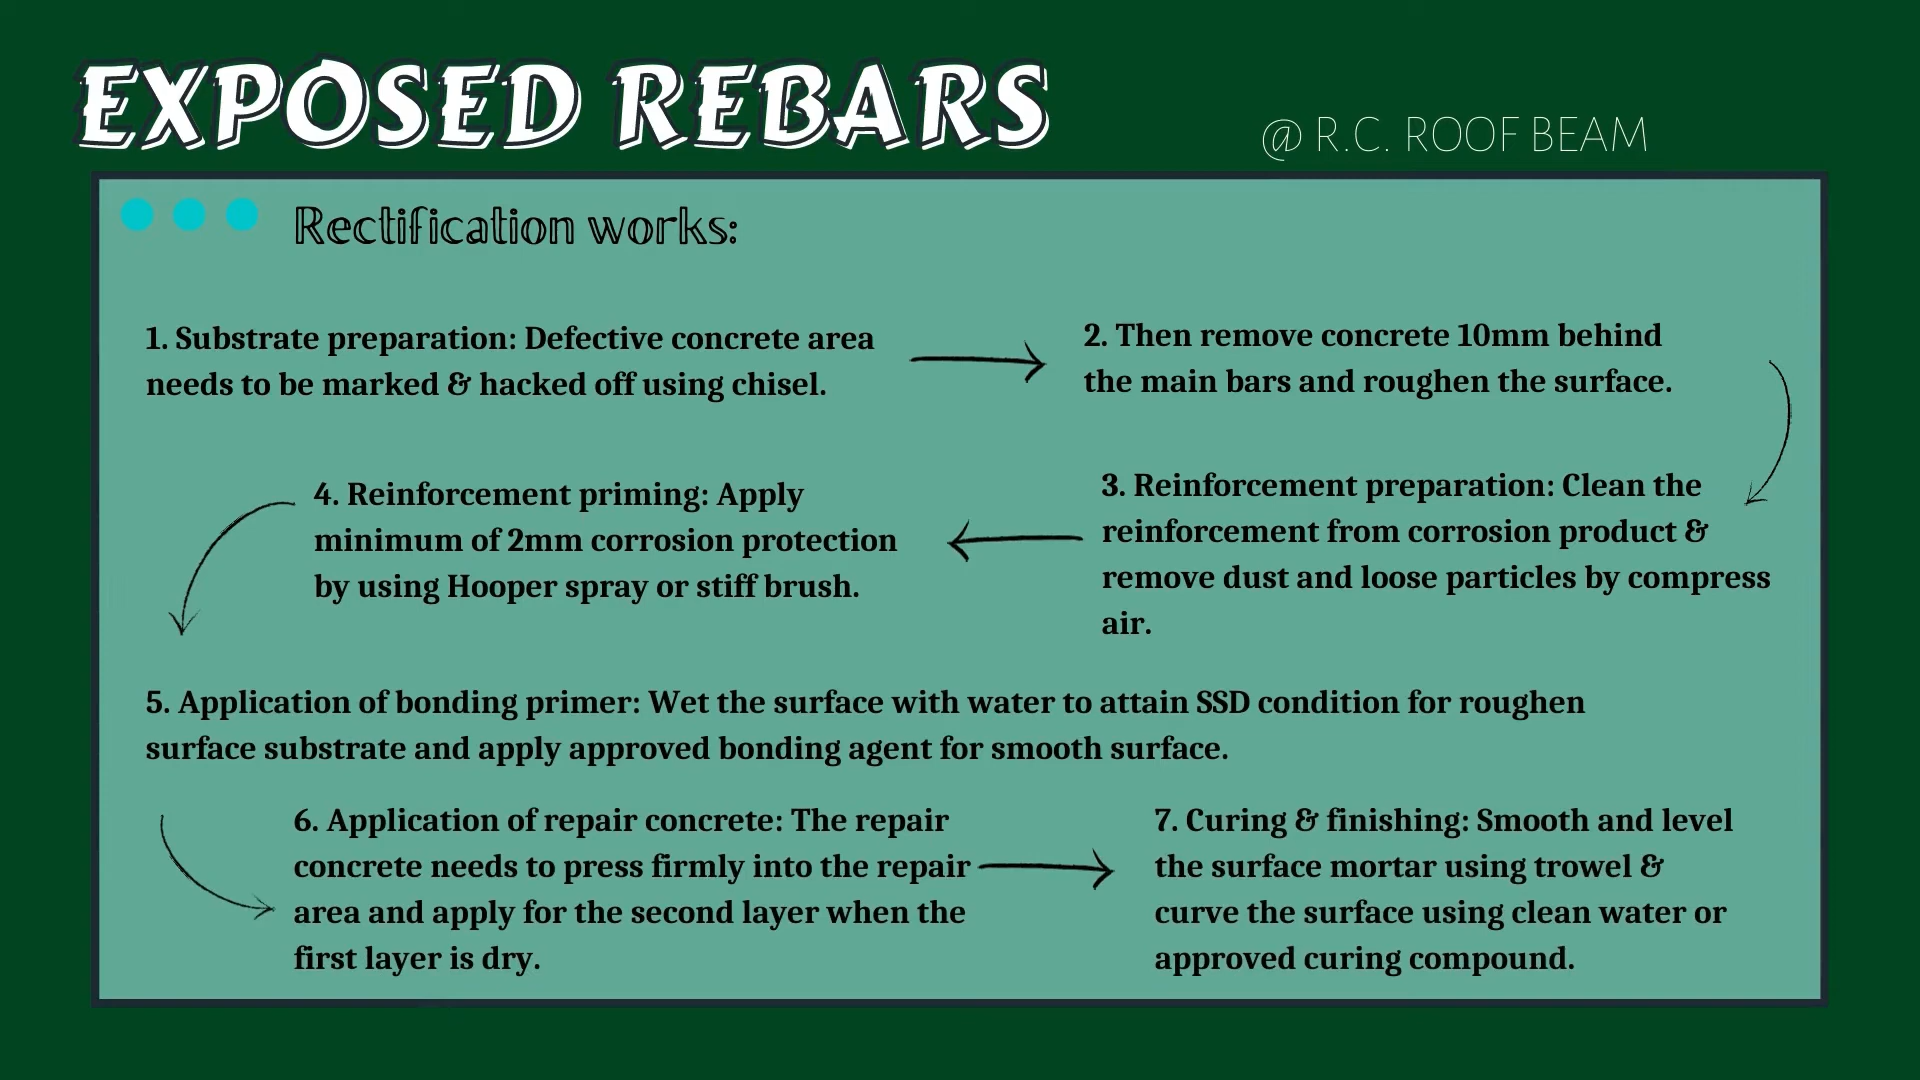 EXPOSED REBARS
@ R.C. ROOF BEAM
Rectification works:
1. Substrate preparation: Defective concrete area
needs to be marked & hacked off using chisel.
2. Then remove concrete 10mm behind
the main bars and roughen the surface.
3. Reinforcement preparation: Clean the
reinforcement from corrosion product &
remove dust and loose particles by compress
air.
4. Reinforcement priming: Apply
minimum of 2mm corrosion protection
by using Hooper spray or stiff brush.
5. Application of bonding primer: Wet the surface with water to attain SSD condition for roughen
surface substrate and apply approved bonding agent for smooth surface.
6. Application of repair concrete: The repair
concrete needs to press firmly into the repair
area and apply for the second layer when the
first layer is dry.
7. Curing & finishing: Smooth and level
the surface mortar using trowel &
curve the surface using clean water or
approved curing compound.